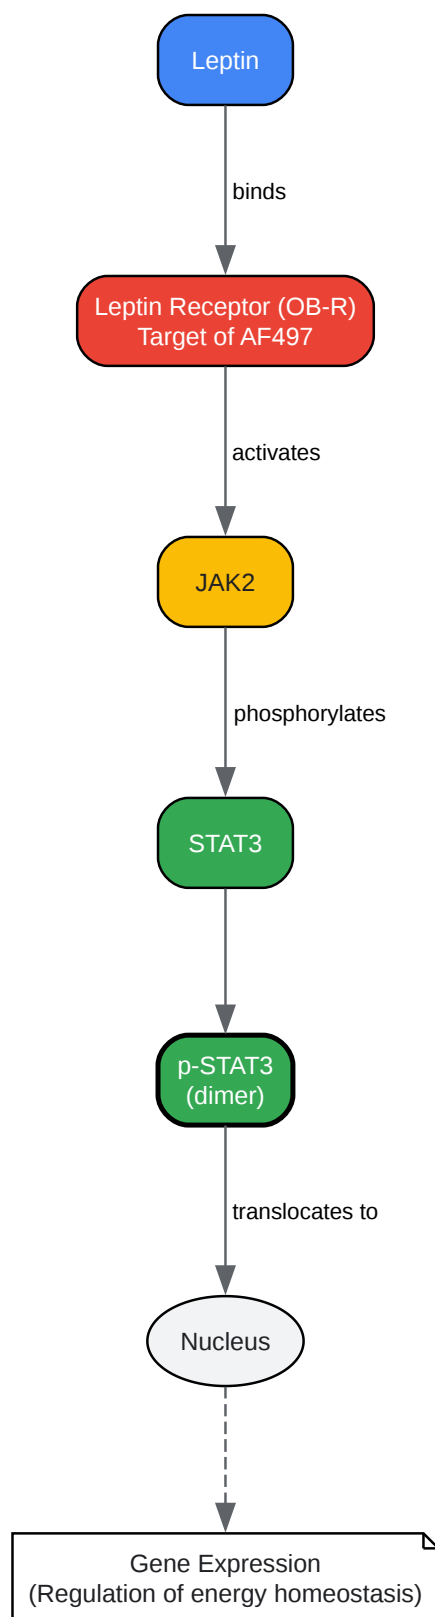 Leptin
binds
Leptin Receptor (OB-R)
Target of AF497
activates
JAK2
phosphorylates
STAT3
p-STAT3
(dimer)
translocates to
Nucleus
Gene Expression
(Regulation of energy homeostasis)